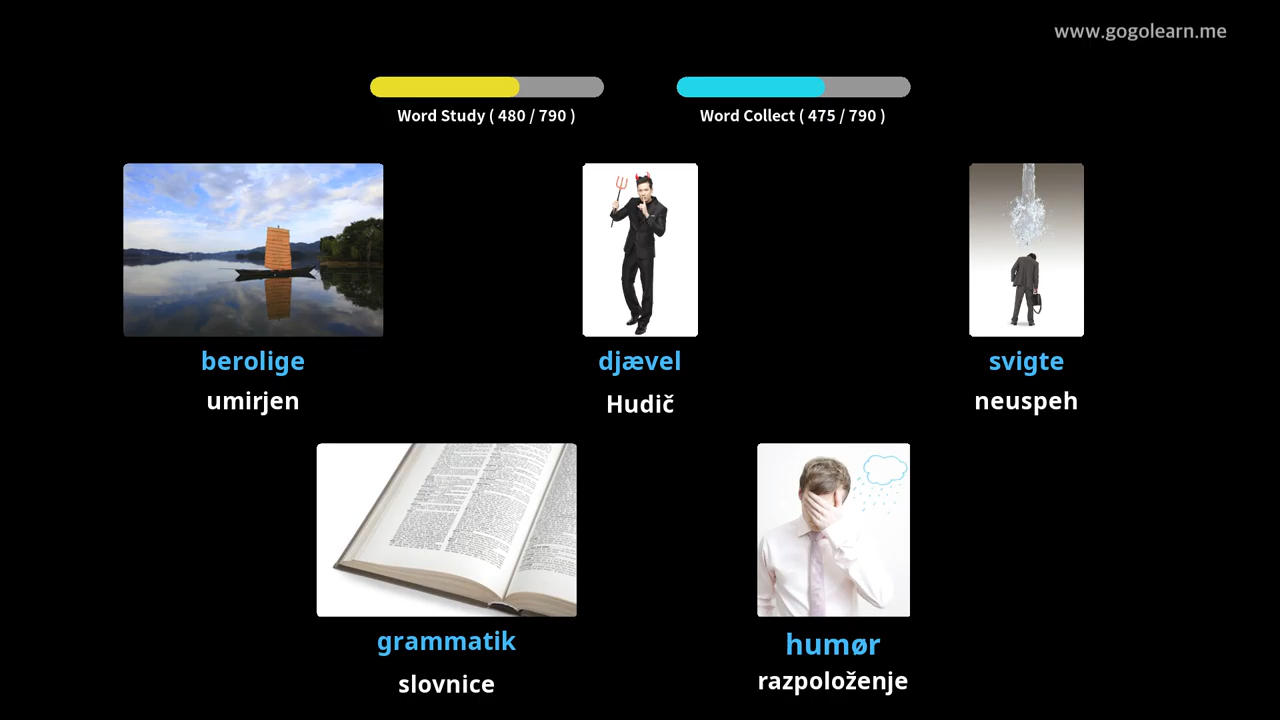 www.gogolearn.me
Word Study ( 480 / 790 )
Word Collect ( 475 / 790 )
berolige
umirjen
djævel
Hudič
svigte
neuspeh
grammatik
slovnice
humør
razpoloženje